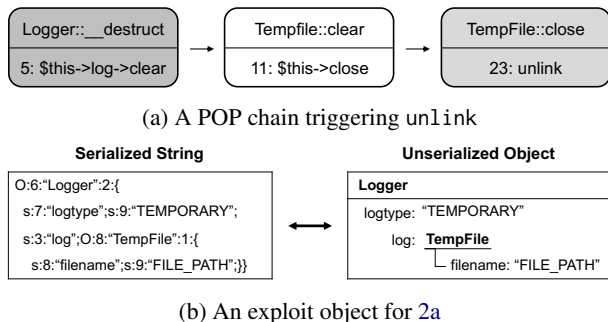 Logger::__destruct
5: $this->log->clear
Tempfile::clear
11: $this->close
TempFile::close
23: unlink
(a) A POP chain triggering unlink
Serialized String
O:6:“Logger”:2:{
s:7:“logtype”;s:9:“TEMPORARY”;
s:3:“log”;O:8:“TempFile”:1:{
s:8:“filename”;s:9:“FILE_PATH”;}}
Unserialized Object
Logger
logtype: “TEMPORARY”
log: TempFile
filename: “FILE_PATH”
(b) An exploit object for 2a